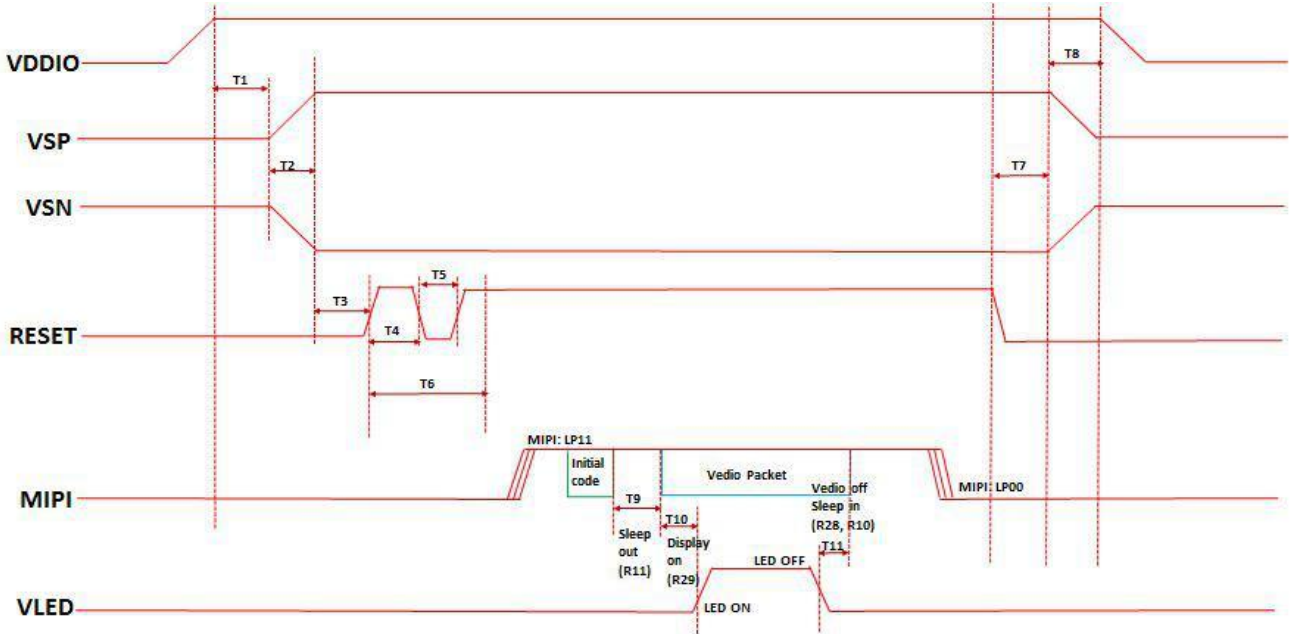 VDDIO
T8
T1
VSP
T2
T7
VSN
T5
T3
T4
RESET
T6
MIPI: LP11
Initial
code
Vedio Packet
MIPI
MIPI: LP00
Vedio off
Sleep in
(R28, R10)
T9
T10
T11
Sleep
out
(R11)
Display
on
(R29)
LED OFF
VLED
LED ON